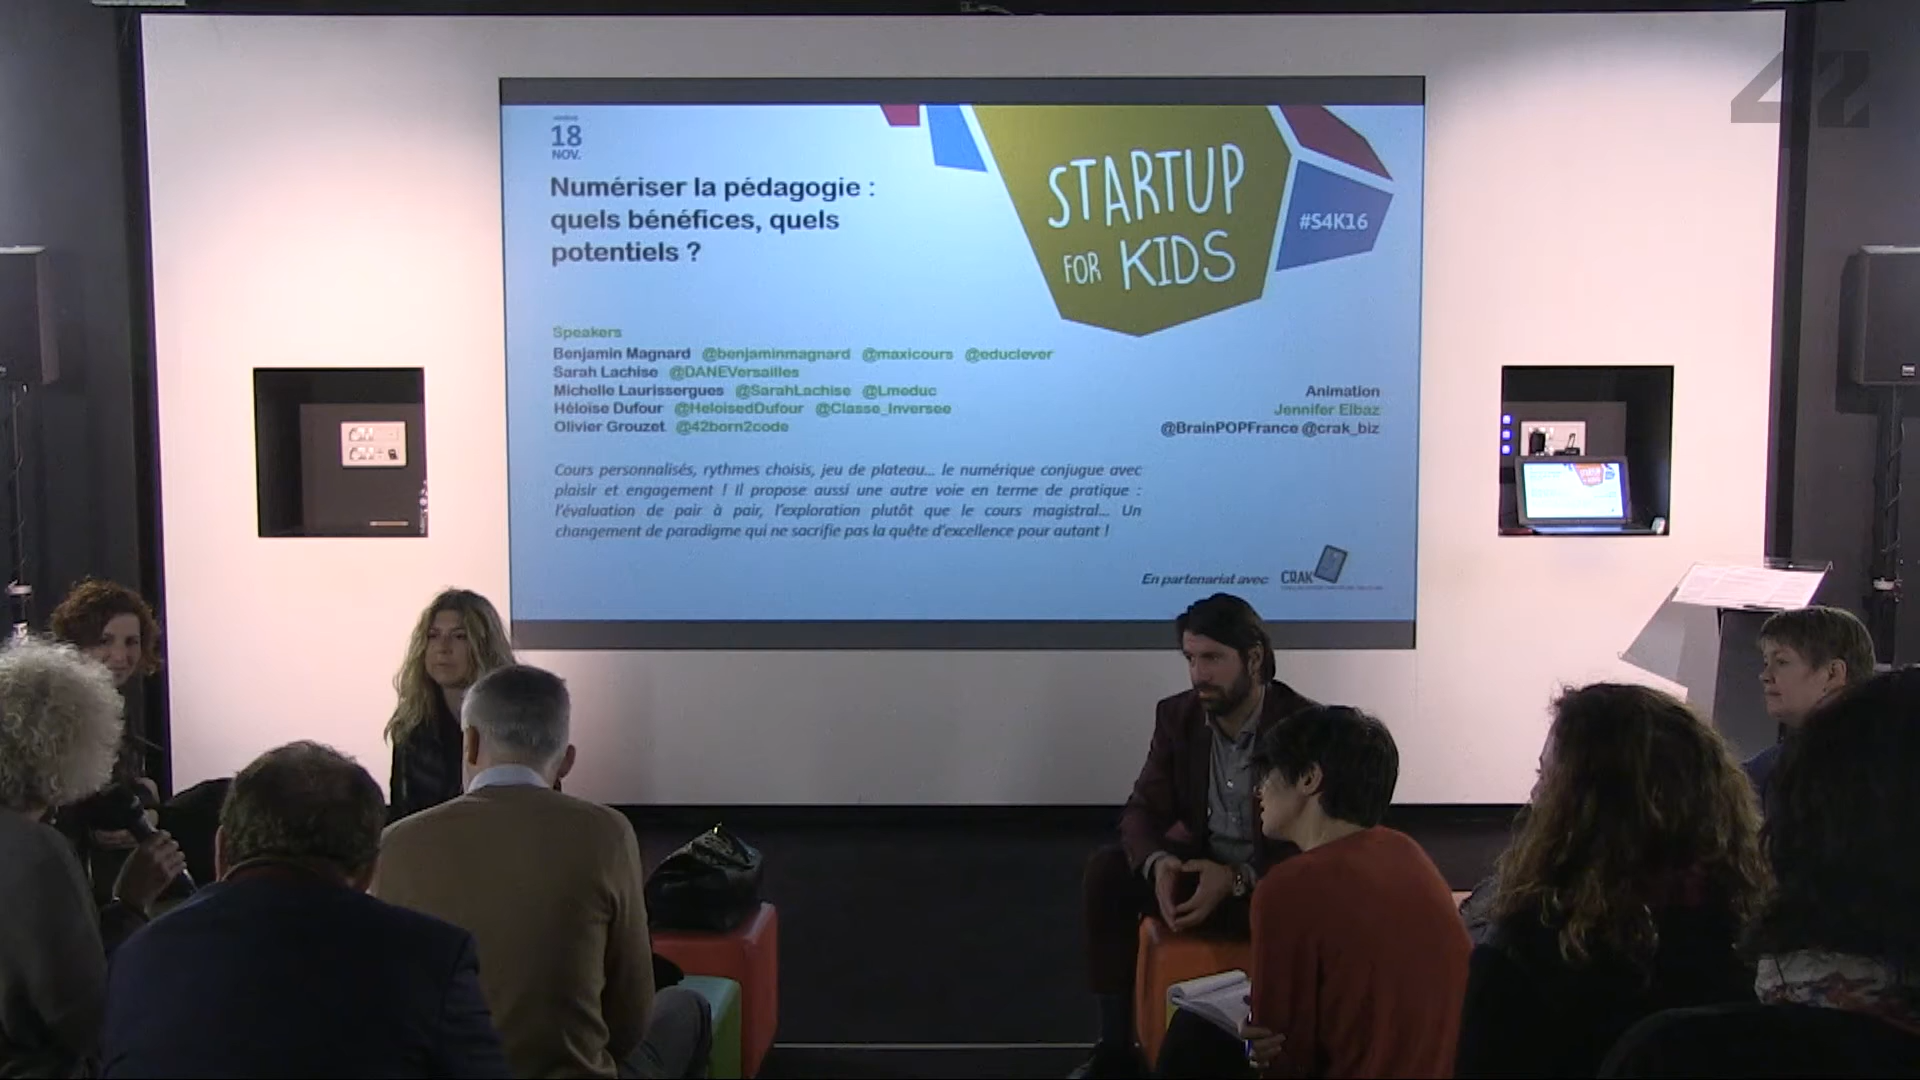 42
18
NOV.
Numériser la pédagogie :
quels bénéfices, quels
potentiels ?
STARTUP
FOR KIDS
#S4K16
Speakers
Benjamin Magnard @benjaminmagnard @maxicours @educlever
Sarah Lachise @DANEVersailles
Michelle Laurissergues @SarahLachise @Lmeduc
Héloïse Dufour @HeloisedDufour @Classe_Inversee
Olivier Grouzet @42born2code
Animation
Jennifer Elbaz
@BrainPOPFrance @crak_biz
Cours personnalisés, rythmes choisis, jeu de plateau... le numérique conjugue avec
plaisir et engagement ! Il propose aussi une autre voie en terme de pratique :
l'évaluation de pair à pair, l'exploration plutôt que le cours magistral... Un
changement de paradigme qui ne sacrifie pas la quête d'excellence pour autant !
En partenariat avec CRAK